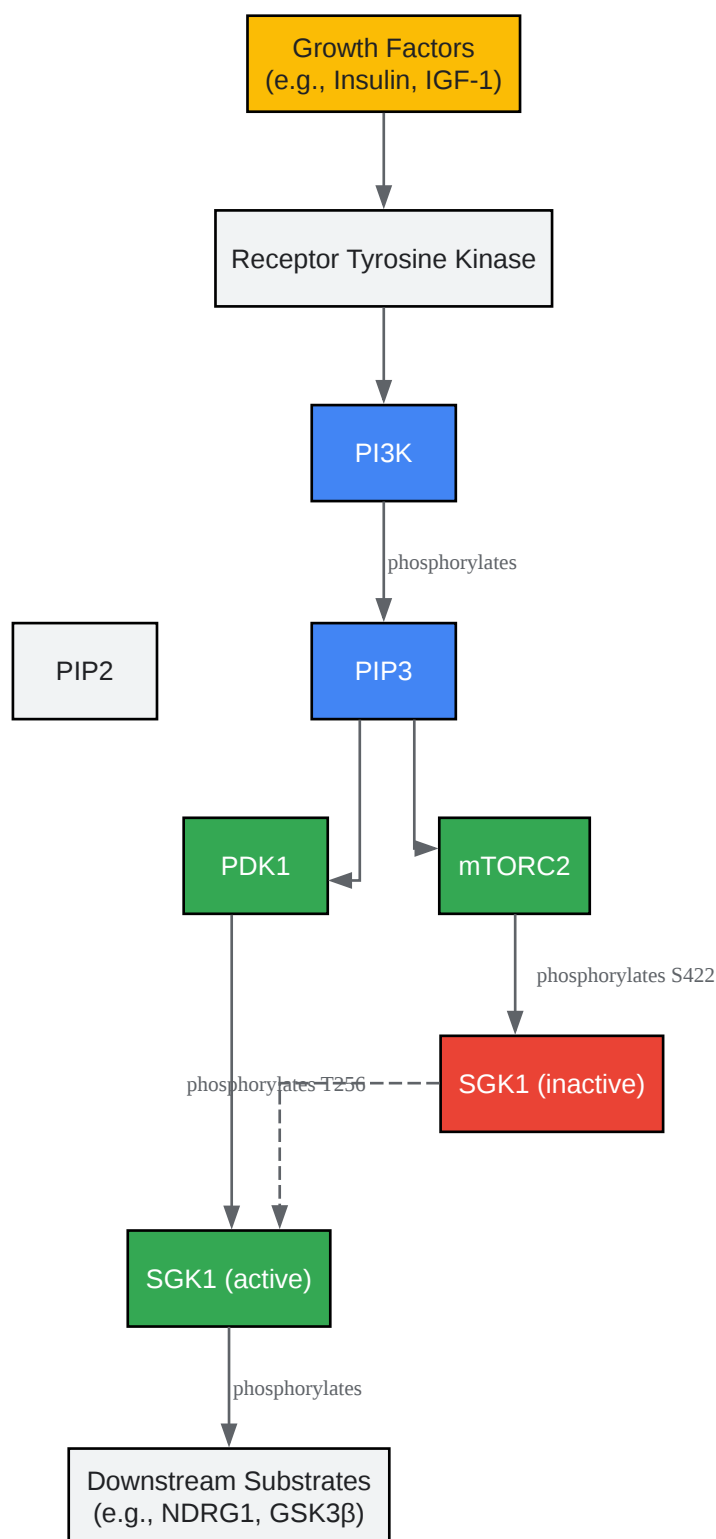 Growth Factors
(e.g., Insulin, IGF-1)
Receptor Tyrosine Kinase
PI3K
phosphorylates
PIP2
PIP3
PDK1
mTORC2
phosphorylates S422
phosphorylates T256
SGK1 (inactive)
SGK1 (active)
phosphorylates
Downstream Substrates
(e.g., NDRG1, GSK3β)